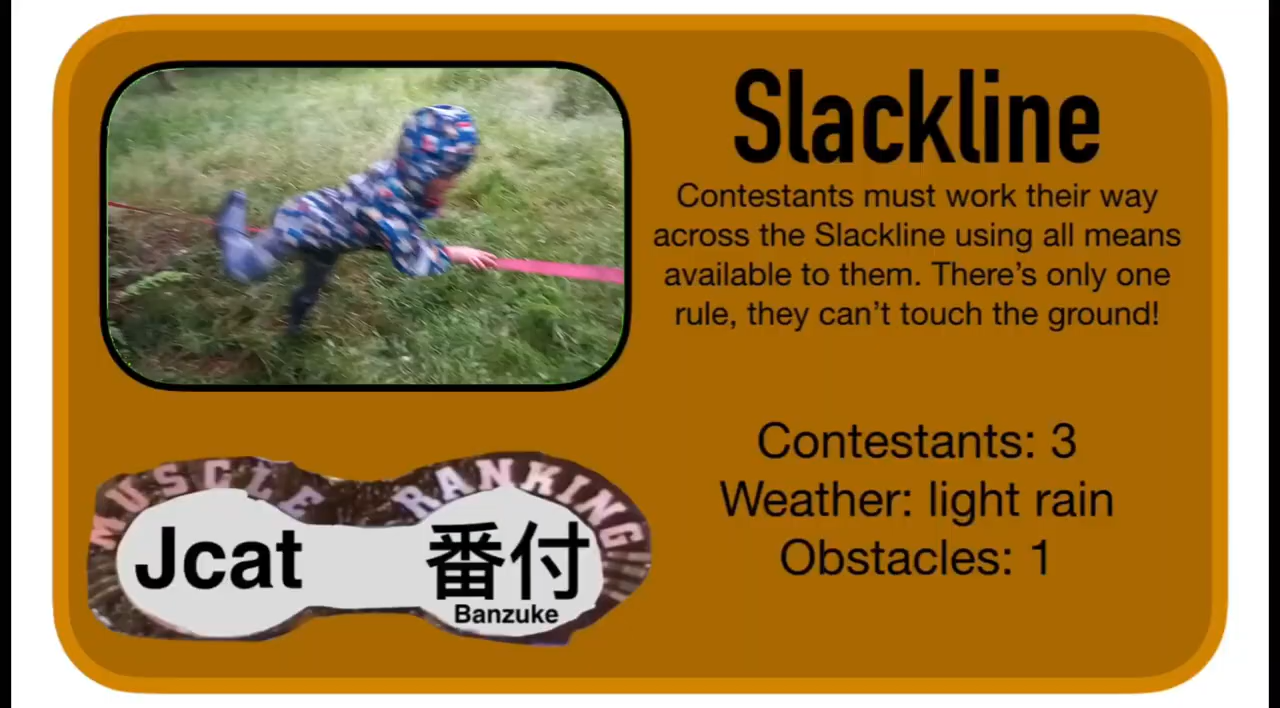 Slackline
Contestants must work their way
across the Slackline using all means
available to them. There's only one
rule, they can't touch the ground!
Contestants: 3
Weather: light rain
Obstacles: 1
MUSCLE RANKING
Jcat 番付
Banzuke